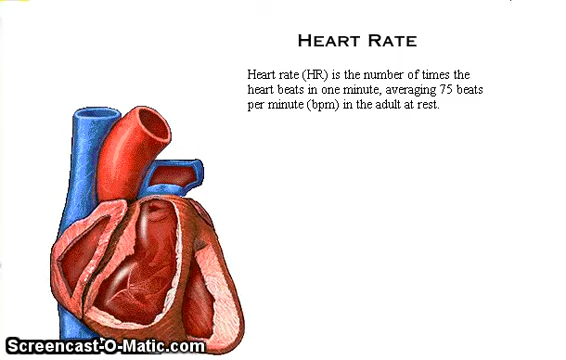 HEART RATE
Heart rate (HR) is the number of times the
heart beats in one minute, averaging 75 beats
per minute (bpm) in the adult at rest.
Screencast-O-Matic.com